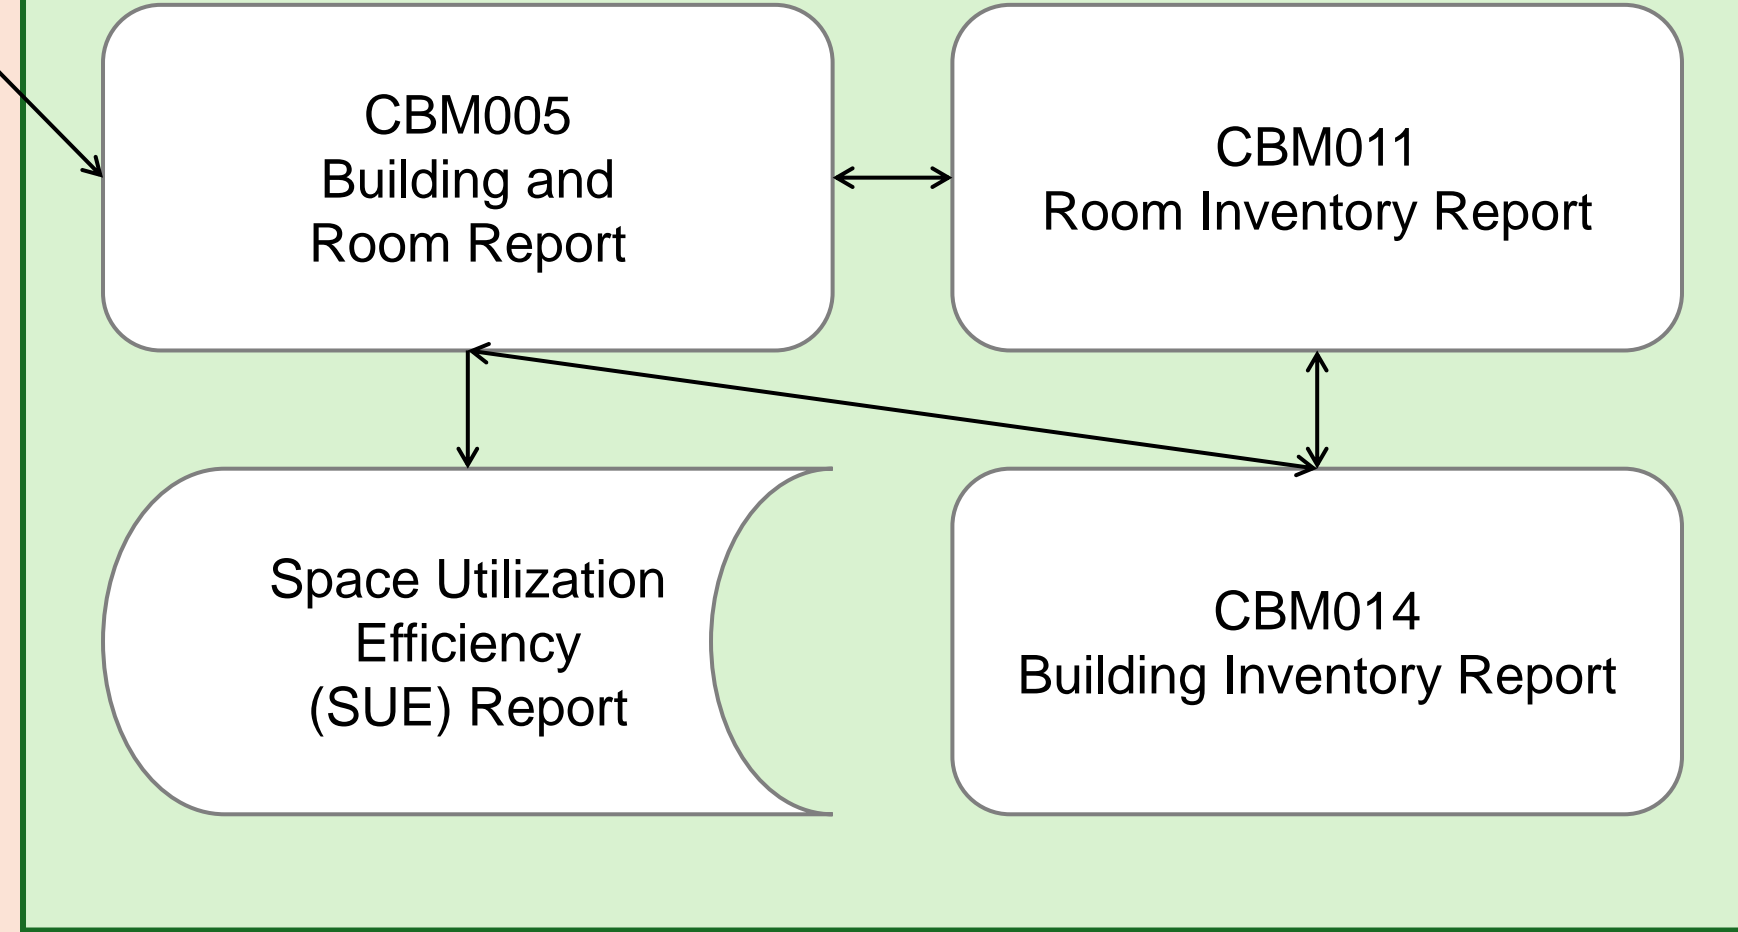 CBM005
Building and
Room Report
CBM011
Room Inventory Report
Space Utilization
Efficiency
(SUE) Report
CBM014
Building Inventory Report